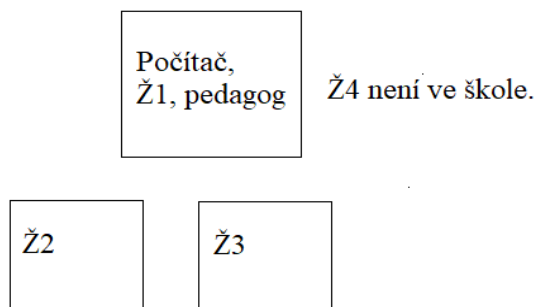 Počítač,
Ž1, pedagog
Ž4 není ve škole.
Ž2
Ž3